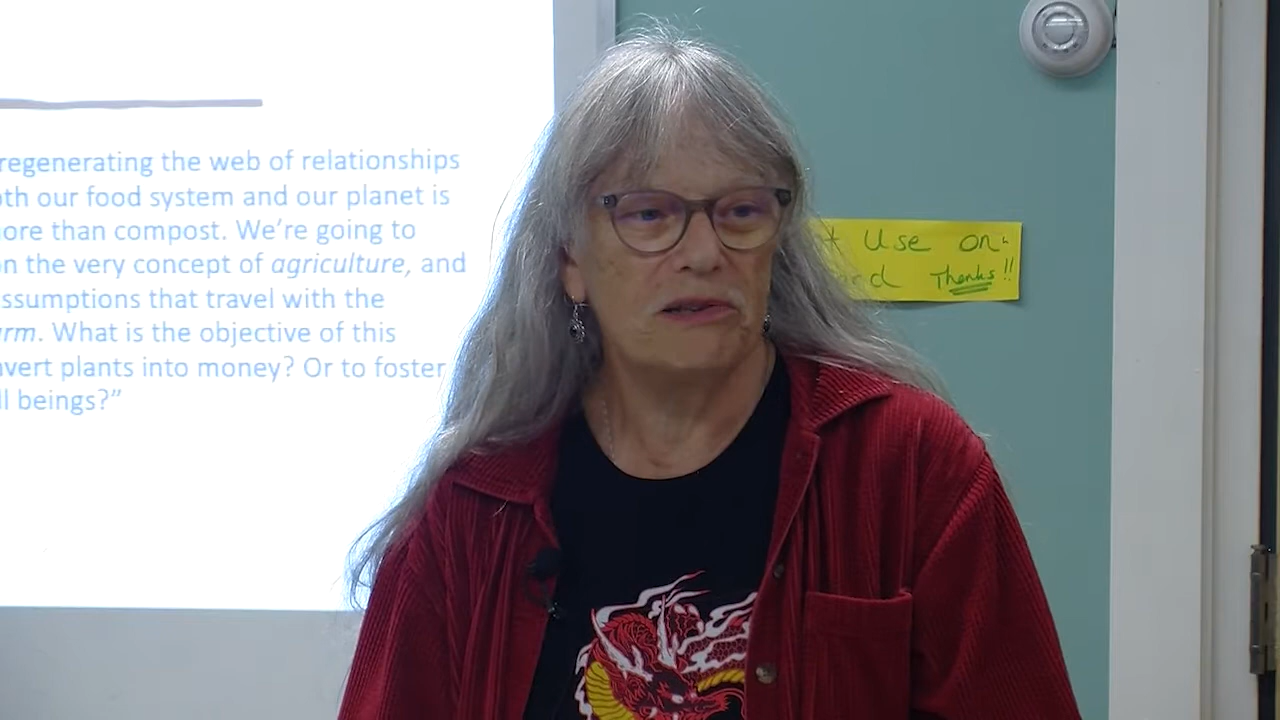 regenerating the web of relationships
oth our food system and our planet is
ore than compost. We're going to
n the very concept of agriculture, and
ssumptions that travel with the
rm. What is the objective of this
vert plants into money? Or to foster
l beings?”
Use on
rd Thanks!!